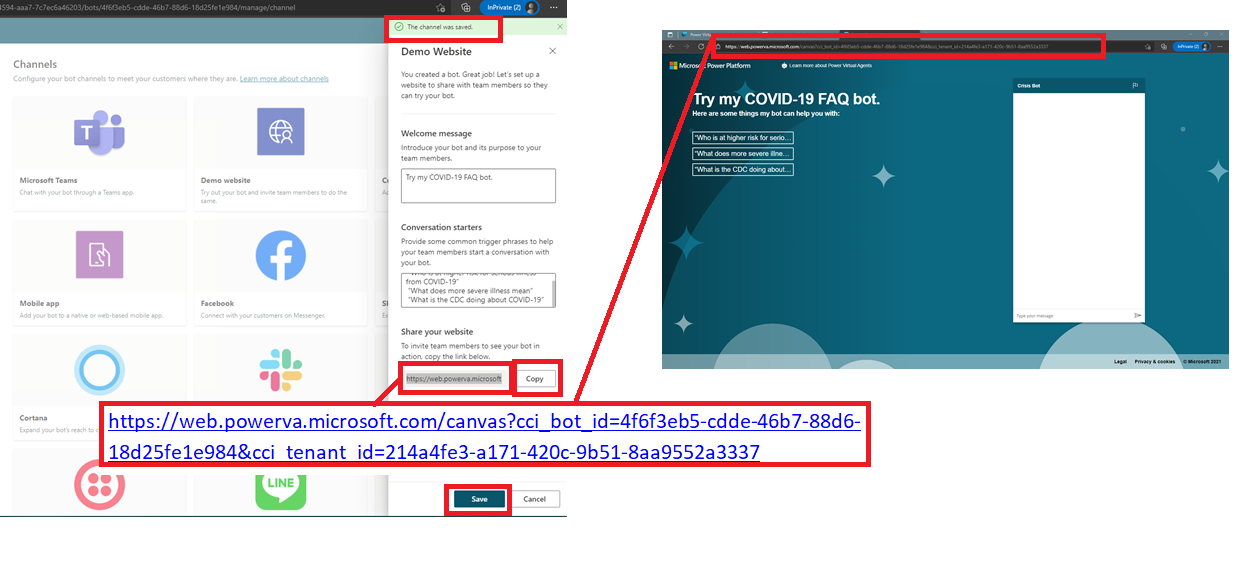 4594-aaa7-7c7ec6a46203/bots/4f6f3eb5-cdde-46b7-88d6-18d25fe1e984/manage/channel
InPrivate (2)
The channel was saved.
Channels
Configure your bot channels to meet your customers where they are. Learn more about channels
Microsoft Teams
Chat with your bot through a Teams app.
Demo website
Try out your bot and invite team members to do the
same.
Mobile app
Add your bot to a native or web-based mobile app.
Facebook
Connect with your customers on Messenger.
Cortana
Expand your bot's reach to c
LINE
Demo Website
You created a bot. Great job! Let's set up a
website to share with team members so they
can try your bot.
Welcome message
Introduce your bot and its purpose to your
team members.
Try my COVID-19 FAQ bot.
Conversation starters
Provide some common trigger phrases to help
your team members start a conversation with
your bot.
"Who is at higher risk for serious illness
from COVID-19"
"What does more severe illness mean"
"What is the CDC doing about COVID-19"
Share your website
To invite team members to see your bot in
action, copy the link below.
https://web.powerva.microsoft
Copy
https://web.powerva.microsoft.com/canvas?cci_bot_id=4f6f3eb5-cdde-46b7-88d6-
18d25fe1e984&cci_tenant_id=214a4fe3-a171-420c-9b51-8aa9552a3337
Save
Cancel
https://web.powerva.microsoft.com/canvas?cci_bot_id=4f6f3eb5-cdde-46b7-88d6-18d25fe1e984&cci_tenant_id=214a4fe3-a171-420c-9b51-8aa9552a3337
InPrivate (2)
Microsoft Power Platform
Learn more about Power Virtual Agents
Try my COVID-19 FAQ bot.
Here are some things my bot can help you with:
"Who is at higher risk for serio...
"What does more severe illne...
"What is the CDC doing about...
Crisis Bot
Type your message
Legal
Privacy & cookies
© Microsoft 2021